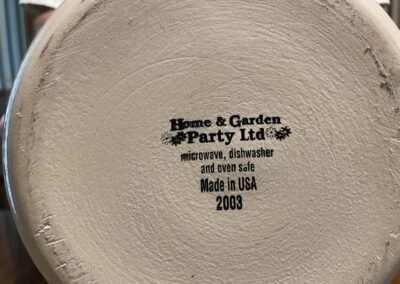 Home & Garden
Party Ltd
microwave, dishwasher
and oven safe
Made in USA
2003